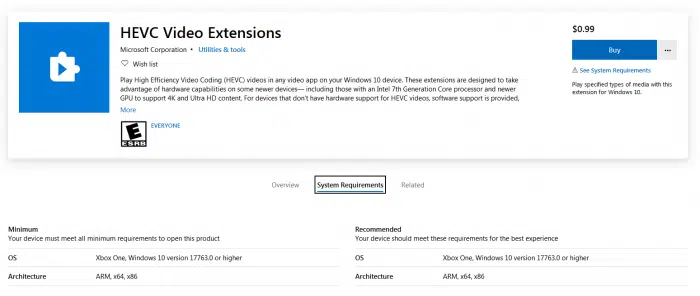 HEVC Video Extensions
$0.99
Microsoft Corporation • Utilities & tools
Buy
...
Wish list
See System Requirements
Play High Efficiency Video Coding (HEVC) videos in any video app on your Windows 10 device. These extensions are designed to take
advantage of hardware capabilities on some newer devices— including those with an Intel 7th Generation Core processor and newer
GPU to support 4K and Ultra HD content. For devices that don't have hardware support for HEVC videos, software support is provided,
More
Play specified types of media with this
extension for Windows 10.
E
ESRB
EVERYONE
Overview System Requirements Related
Minimum
Your device must meet all minimum requirements to open this product
OS Xbox One, Windows 10 version 17763.0 or higher
Architecture ARM, x64, x86
Recommended
Your device should meet these requirements for the best experience
OS Xbox One, Windows 10 version 17763.0 or higher
Architecture ARM, x64, x86